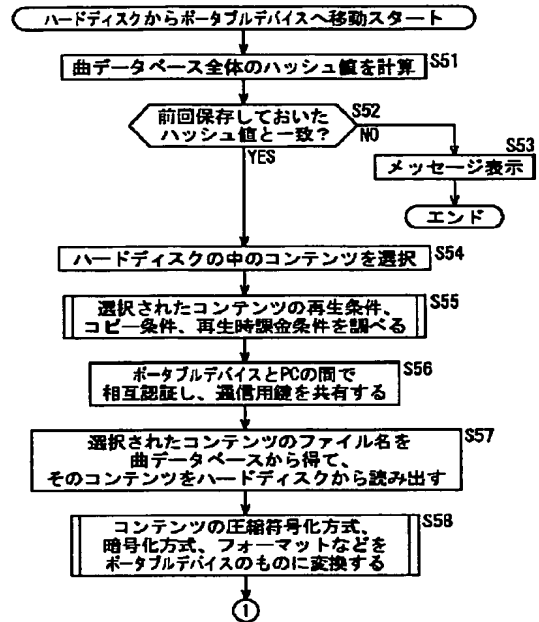 ハードディスクからポータブルデバイスへ移動スタート
曲データベース全体のハッシュ値を計算
S51
前回保存しておいた
ハッシュ値と一致？
S52
NO
YES
S53
メッセージ表示
エンド
ハードディスクの中のコンテンツを選択
S54
選択されたコンテンツの再生条件、
コピー条件、再生時課金条件を調べる
S55
ポータブルデバイスとPCの間で
相互認証し、通信用鍵を共有する
S56
選択されたコンテンツのファイル名を
曲データベースから得て、
そのコンテンツをハードディスクから読み出す
S57
コンテンツの圧縮符号化方式、
暗号化方式、フォーマットなどを
ポータブルデバイスのものに変換する
S58
1